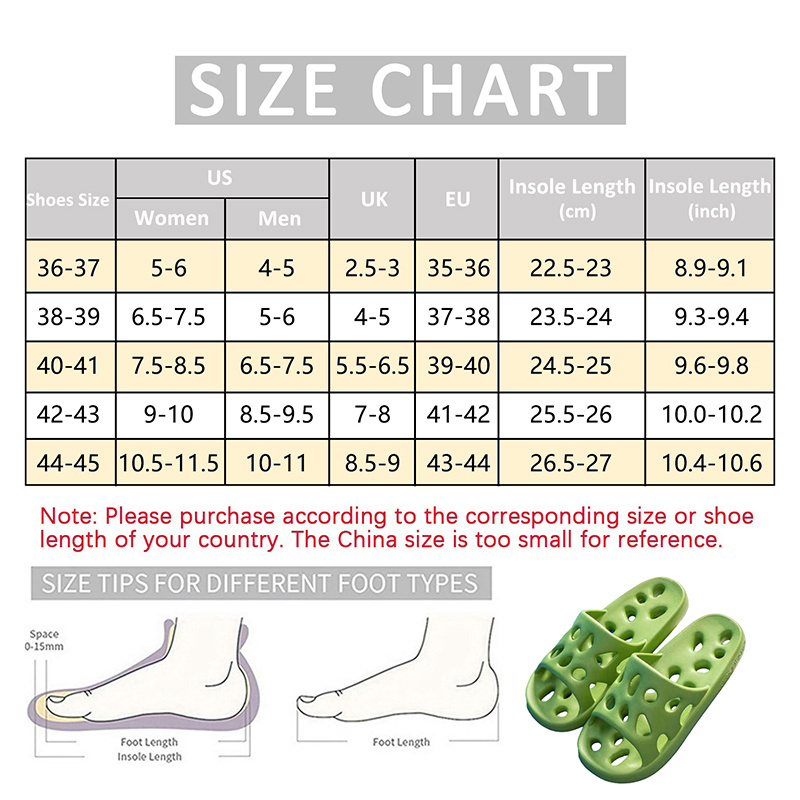 SIZE CHART
Shoes Size US UK EU Insole Length (cm) Insole Length (inch)
Women Men
36-37 5-6 4-5 2.5-3 35-36 22.5-23 8.9-9.1
38-39 6.5-7.5 5-6 4-5 37-38 23.5-24 9.3-9.4
40-41 7.5-8.5 6.5-7.5 5.5-6.5 39-40 24.5-25 9.6-9.8
42-43 9-10 8.5-9.5 7-8 41-42 25.5-26 10.0-10.2
44-45 10.5-11.5 10-11 8.5-9 43-44 26.5-27 10.4-10.6
Note: Please purchase according to the corresponding size or shoe
length of your country. The China size is too small for reference.
SIZE TIPS FOR DIFFERENT FOOT TYPES
Space
0-15mm
Foot Length
Insole Length
Foot Length